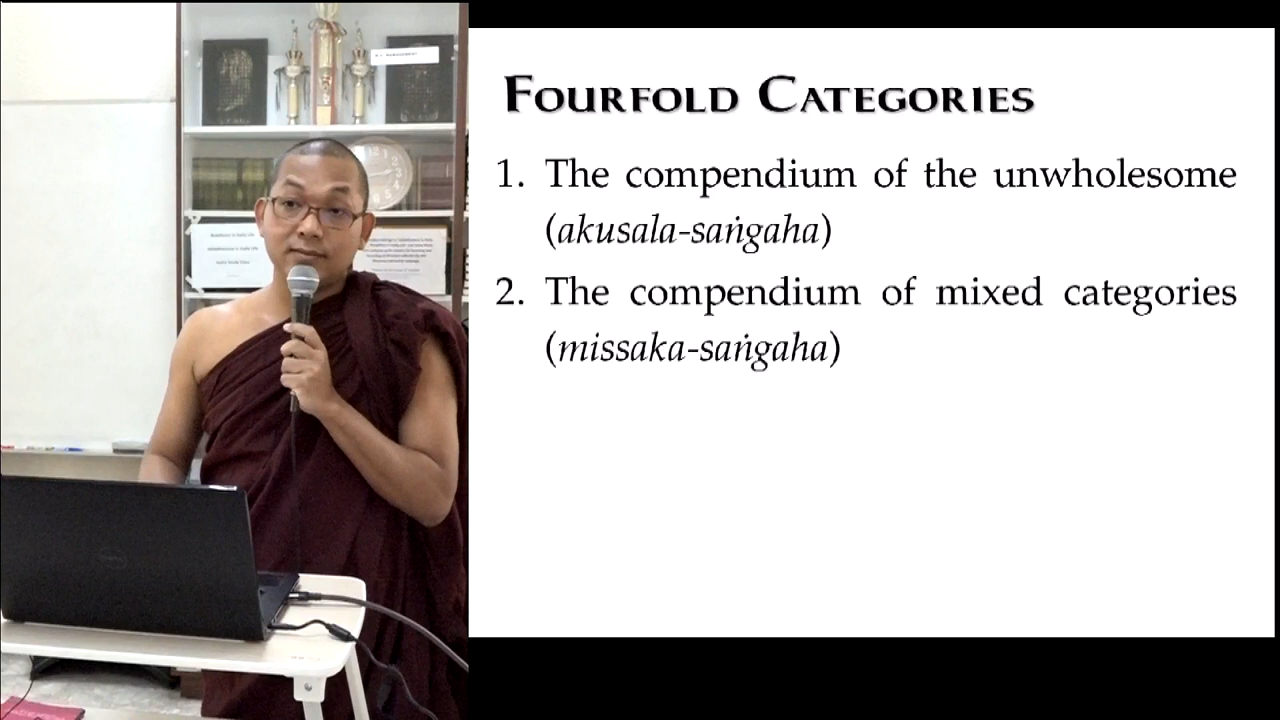 FOURFOLD CATEGORIES
1. The compendium of the unwholesome
(akusala-saṅgaha)
2. The compendium of mixed categories
(missaka-saṅgaha)